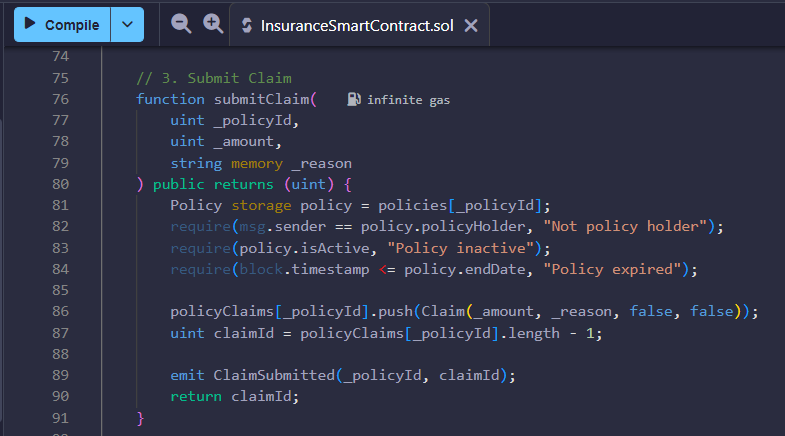 Compile
InsuranceSmartContract.sol
74
75 // 3. Submit Claim
76 function submitClaim( infinite gas
77 uint _policyId,
78 uint _amount,
79 string memory _reason
80 ) public returns (uint) {
81 Policy storage policy = policies[_policyId];
82 require(msg.sender == policy.policyHolder, "Not policy holder");
83 require(policy.isActive, "Policy inactive");
84 require(block.timestamp <= policy.endDate, "Policy expired");
85
86 policyClaims[_policyId].push(Claim(_amount, _reason, false, false));
87 uint claimId = policyClaims[_policyId].length - 1;
88
89 emit ClaimSubmitted(_policyId, claimId);
90 return claimId;
91 }